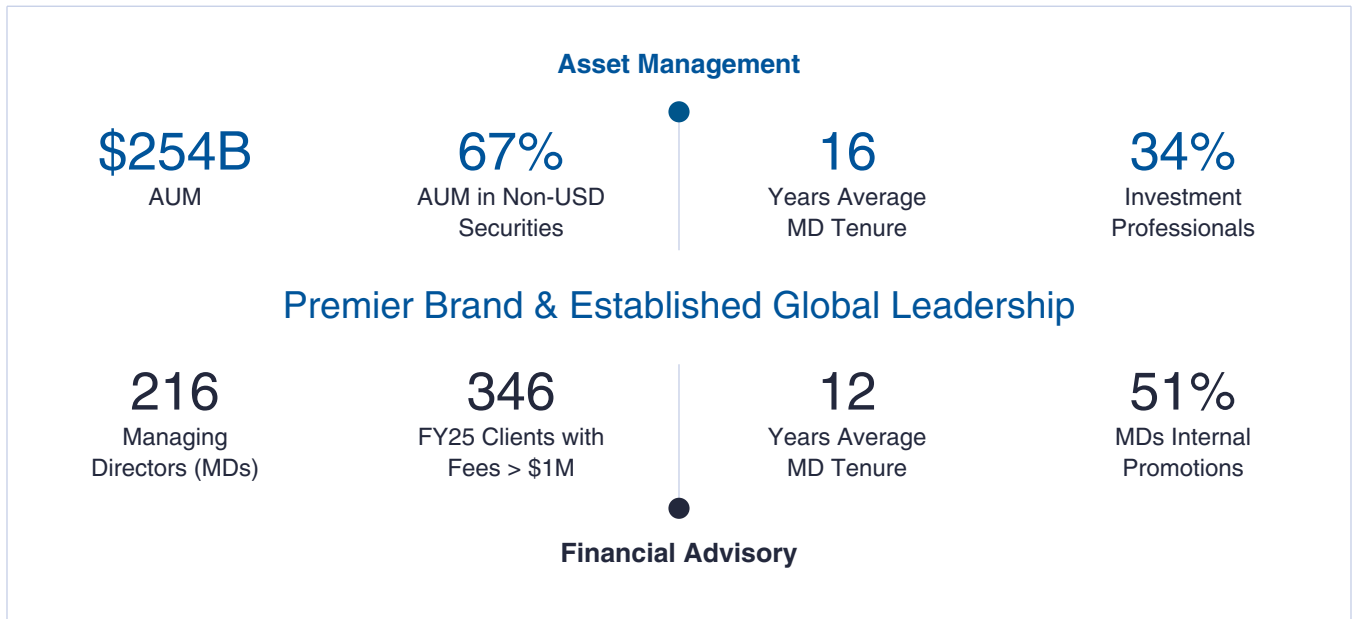 Asset Management
$254B
AUM
67%
AUM in Non-USD
Securities
16
Years Average
MD Tenure
34%
Investment
Professionals
Premier Brand & Established Global Leadership
216
Managing
Directors (MDs)
346
FY25 Clients with
Fees > $1M
12
Years Average
MD Tenure
51%
MDs Internal
Promotions
Financial Advisory